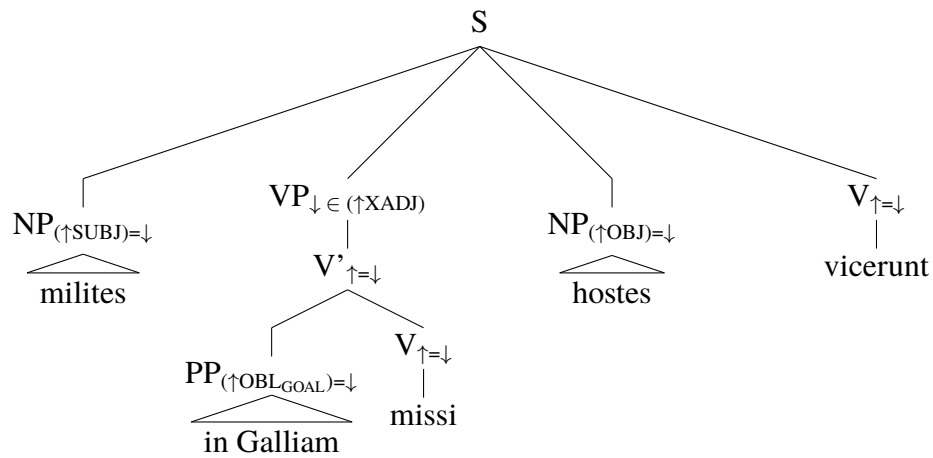 S
NP(↑SUBJ)=↓ VP↓ ∈ (↑XADJ) NP(↑OBJ)=↓ V↑=↓
milites V’↑=↓ hostes vicerunt
PP(↑OBLGOAL)=↓ V↑=↓
in Galliam missi